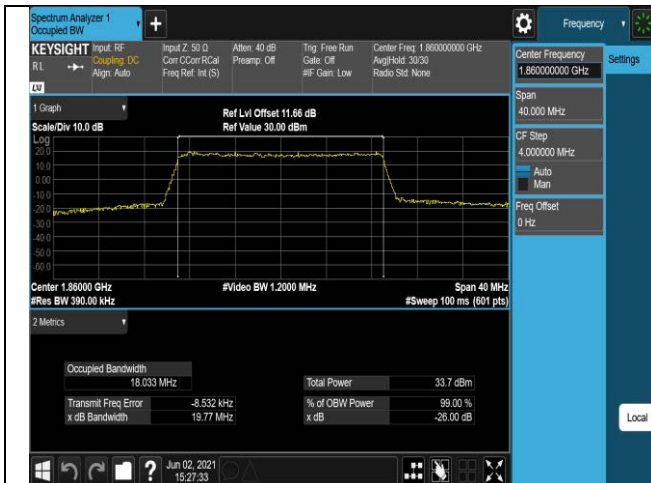 Spectrum Analyzer 1
Occupied BW
Frequency
KEYSIGHT
RL
LXI
Input: RF
Coupling: DC
Align: Auto
Input Z: 50 Ω
Corr CCorr RCal
Freq Ref: Int (S)
Atten: 40 dB
Preamp: Off
Trig: Free Run
Gate: Off
#IF Gain: Low
Center Freq: 1.860000000 GHz
Avg|Hold: 30/30
Radio Std: None
Center Frequency
1.860000000 GHz
Settings
Span
40.000 MHz
CF Step
4.000000 MHz
Auto
Man
Freq Offset
0 Hz
Local
1 Graph
Scale/Div 10.0 dB
Ref Lvl Offset 11.66 dB
Ref Value 30.00 dBm
Log
20.0
10.0
0.00
-10.0
-20.0
-30.0
-40.0
-50.0
-60.0
Center 1.86000 GHz
#Res BW 390.00 kHz
#Video BW 1.2000 MHz
Span 40 MHz
#Sweep 100 ms (601 pts)
2 Metrics
Occupied Bandwidth
18.033 MHz
Total Power 33.7 dBm
Transmit Freq Error -8.532 kHz
% of OBW Power 99.00 %
x dB Bandwidth 19.77 MHz
x dB -26.00 dB
?
Jun 02, 2021
15:27:33